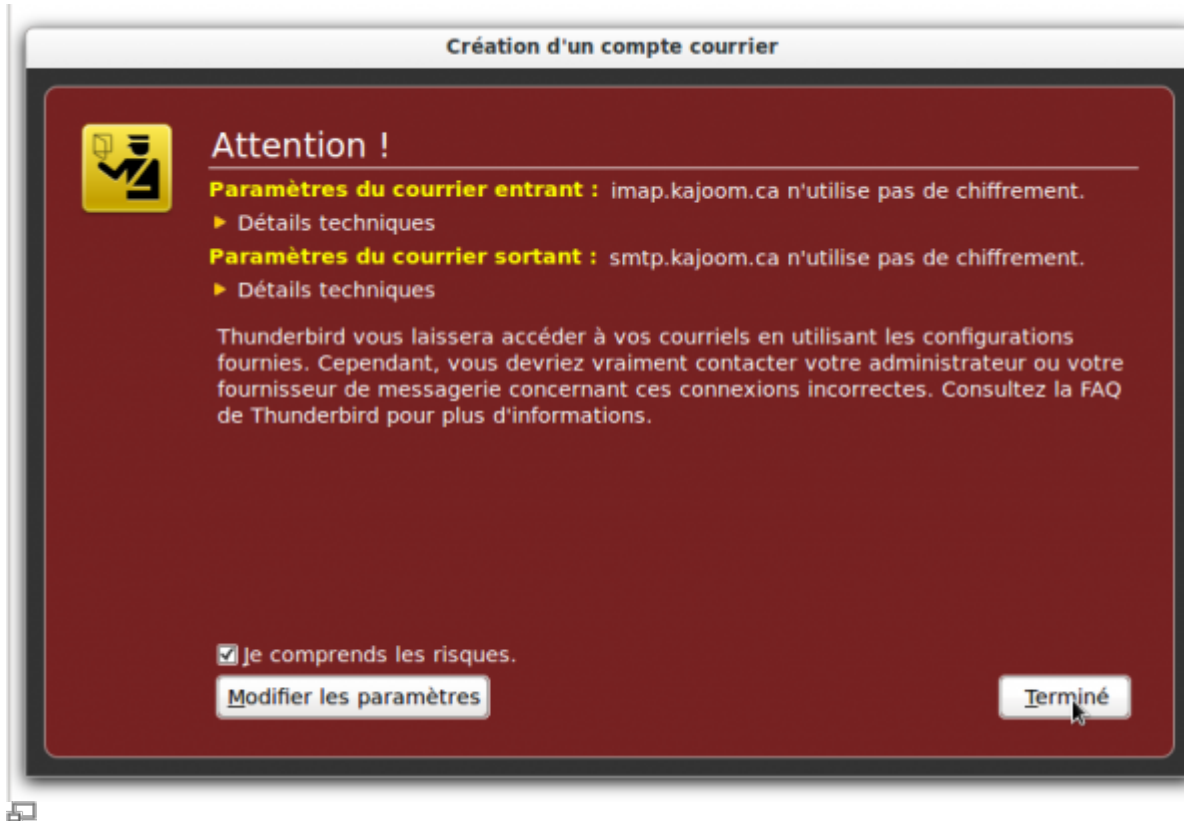 Création d'un compte courrier
Attention !
Paramètres du courrier entrant : imap.kajoom.ca n'utilise pas de chiffrement.
Détails techniques
Paramètres du courrier sortant : smtp.kajoom.ca n'utilise pas de chiffrement.
Détails techniques
Thunderbird vous laissera accéder à vos courriels en utilisant les configurations
fournies. Cependant, vous devriez vraiment contacter votre administrateur ou votre
fournisseur de messagerie concernant ces connexions incorrectes. Consultez la FAQ
de Thunderbird pour plus d'informations.
Je comprends les risques.
Modifier les paramètres
Terminé